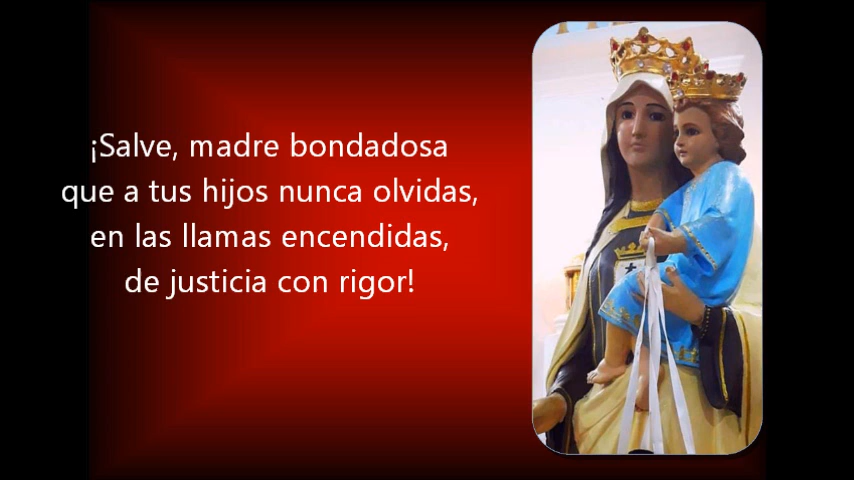 ¡Salve, madre bondadosa
que a tus hijos nunca olvidas,
en las llamas encendidas,
de justicia con rigor!